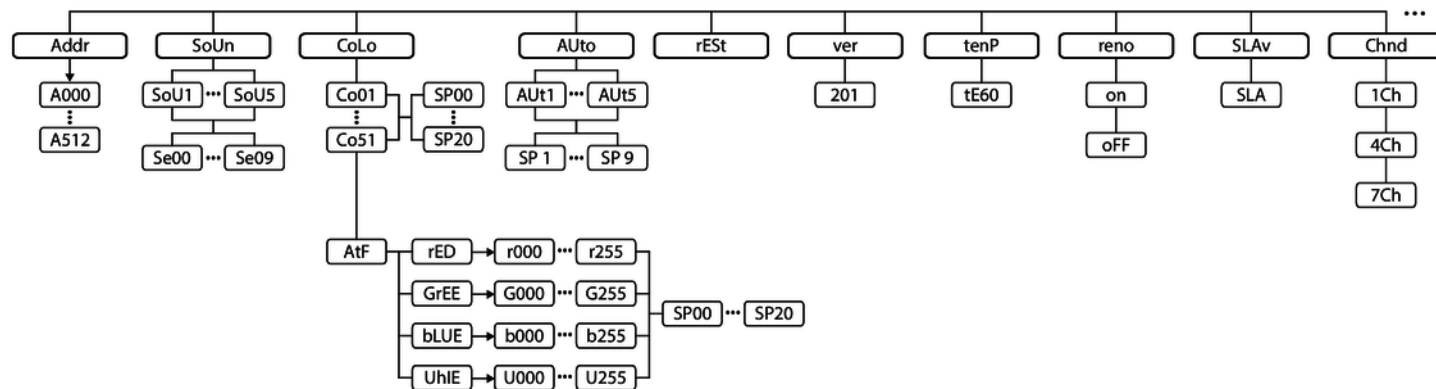 ...
Addr SoUn CoLo AUto rESt ver tenP reno SLAv Chnd
A000 SoU1 ... SoU5 Co01 SP00 AUt1 ... AUt5 201 tE60 on SLA 1Ch
A512 Co51 SP20 oFF 4Ch
Se00 ... Se09 SP 1 ... SP 9
7Ch
AtF rED r000 ... r255
GrEE G000 ... G255
SP00 ... SP20
bLUE b000 ... b255
UhIE U000 ... U255